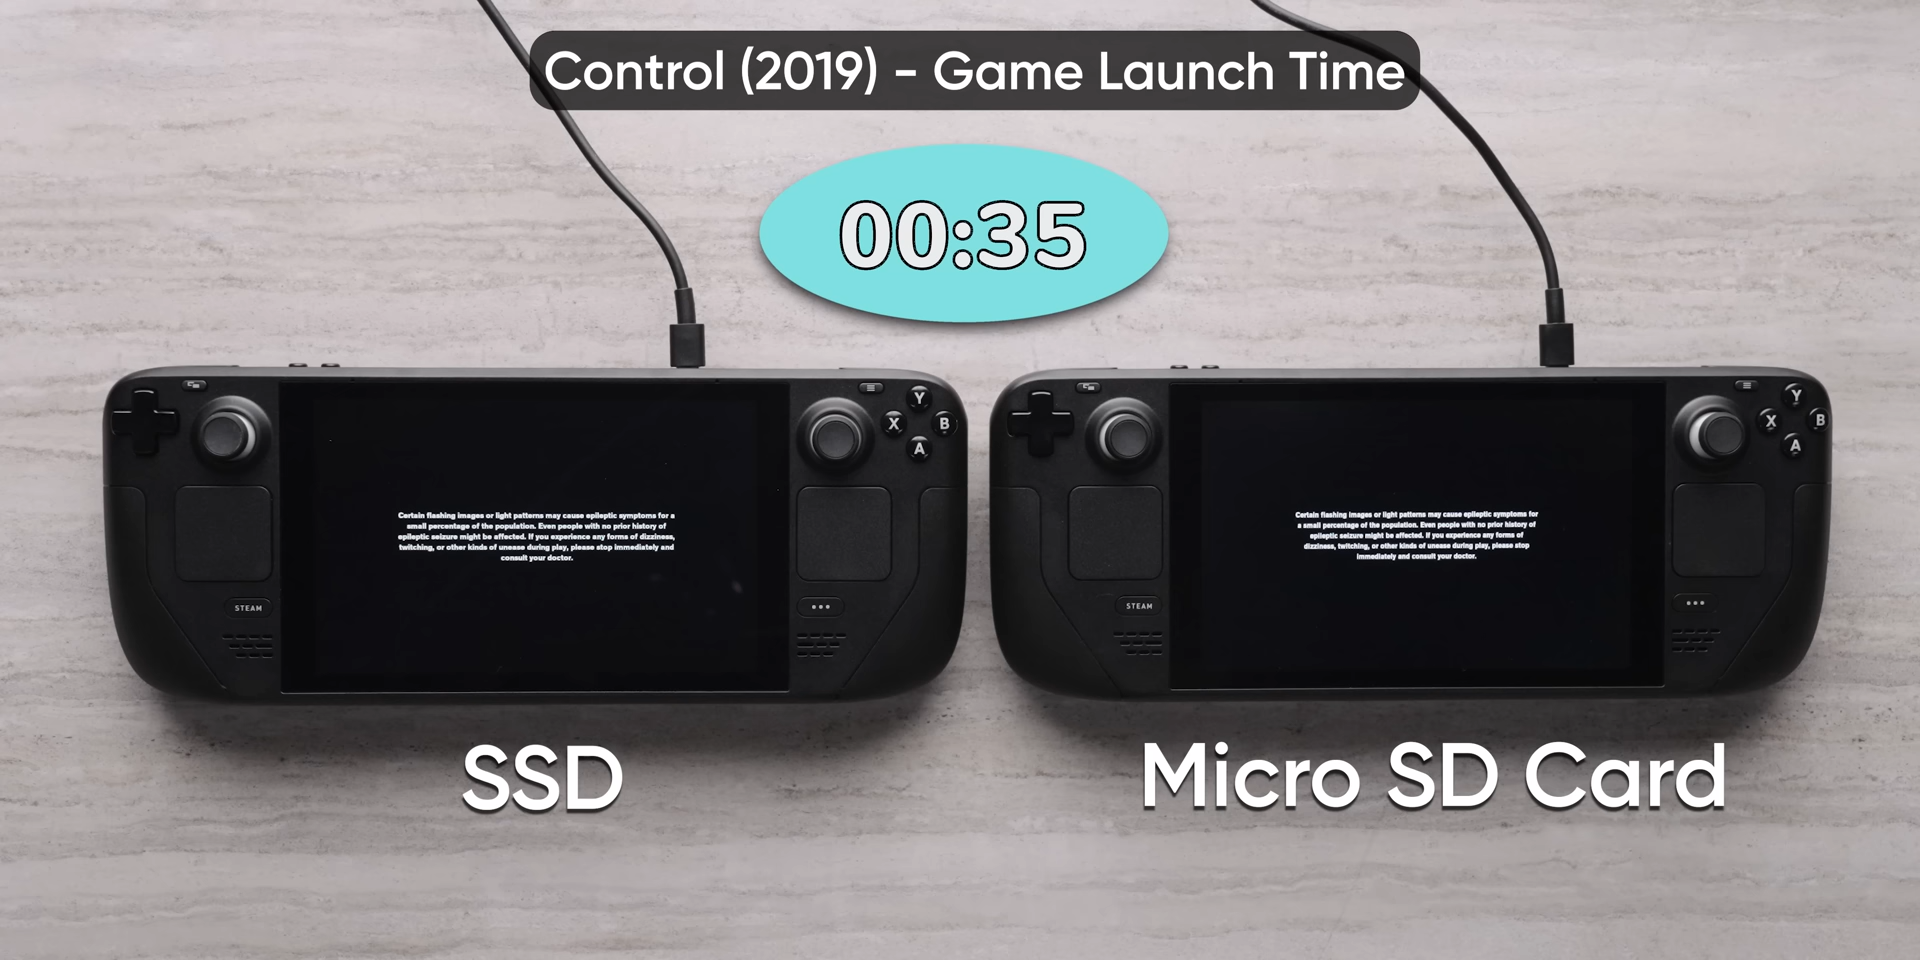 Control (2019) - Game Launch Time
00:35
Y
X
B
A
STEAM
Certain flashing images or light patterns may cause epileptic symptoms for a
small percentage of the population. Even people with no prior history of
epileptic seizure might be affected. If you experience any forms of dizziness,
twitching, or other kinds of unease during play, please stop immediately and
consult your doctor.
Y
X
B
A
STEAM
Certain flashing images or light patterns may cause epileptic symptoms for
a small percentage of the population. Even people with no prior history of
epileptic seizure might be affected. If you experience any forms of
dizziness, twitching, or other kinds of unease during play, please stop
immediately and consult your doctor.
SSD
Micro SD Card